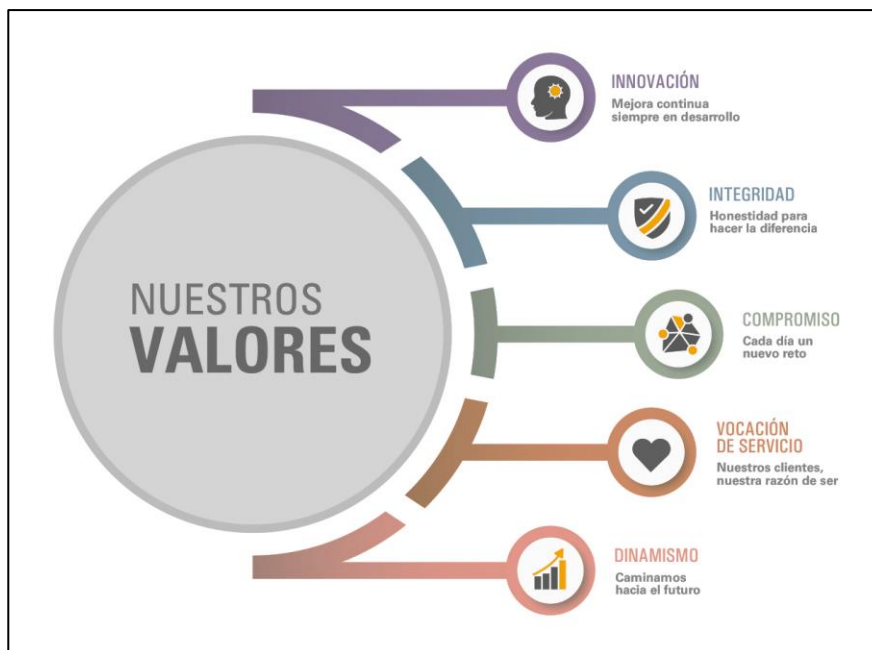 NUESTROS
VALORES
INNOVACIÓN
Mejora continua
siempre en desarrollo
INTEGRIDAD
Honestidad para
hacer la diferencia
COMPROMISO
Cada día un
nuevo reto
VOCACIÓN
DE SERVICIO
Nuestros clientes,
nuestra razón de ser
DINAMISMO
Caminamos
hacia el futuro